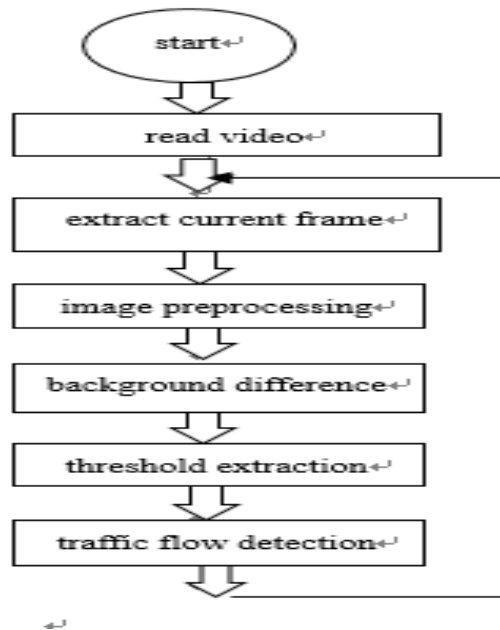 start
read video
extract current frame
image preprocessing
background difference
threshold extraction
traffic flow detection